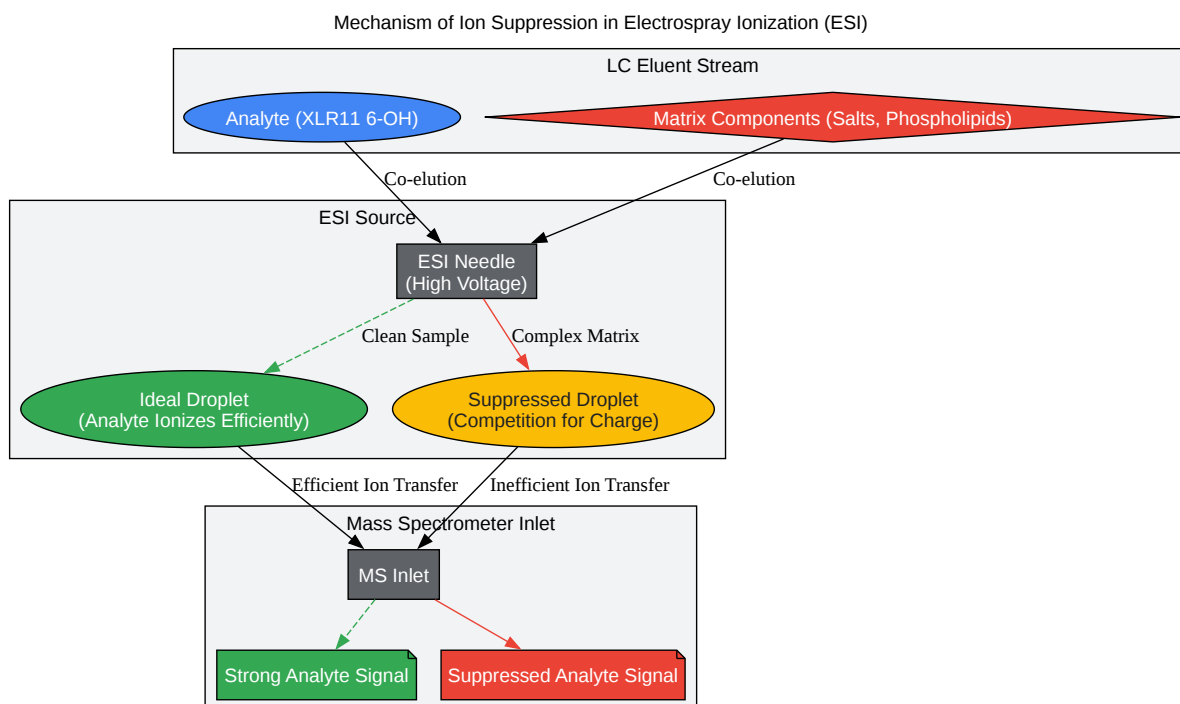 Mechanism of Ion Suppression in Electrospray Ionization (ESI)
LC Eluent Stream
Analyte (XLR11 6-OH)
Matrix Components (Salts, Phospholipids)
Co-elution
Co-elution
ESI Source
ESI Needle
(High Voltage)
Clean Sample
Complex Matrix
Ideal Droplet
(Analyte Ionizes Efficiently)
Suppressed Droplet
(Competition for Charge)
Efficient Ion Transfer
Inefficient Ion Transfer
Mass Spectrometer Inlet
MS Inlet
Strong Analyte Signal
Suppressed Analyte Signal